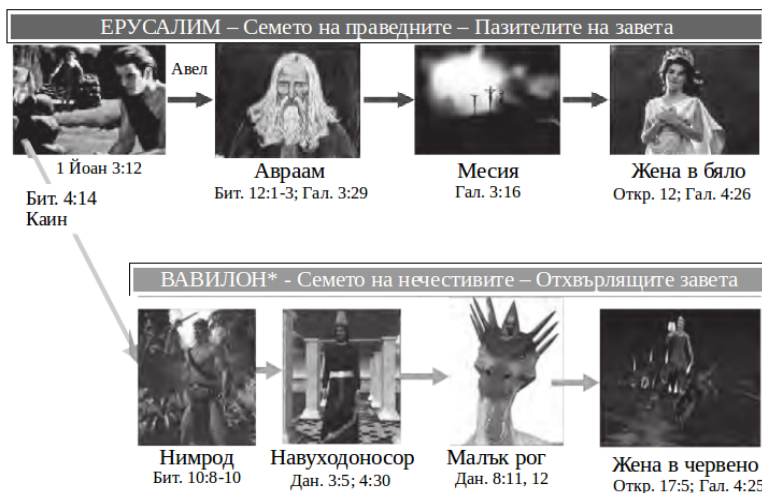 ЕРУСАЛИМ – Семето на праведните – Пазителите на завета
Авел
1 Йоан 3:12
Бит. 4:14
Каин
Авраам
Бит. 12:1-3; Гал. 3:29
Месия
Гал. 3:16
Жена в бяло
Откр. 12; Гал. 4:26
ВАВИЛОН* - Семето на нечестивите – Отхвърлящите завета
Нимрод
Бит. 10:8-10
Навуходоносор
Дан. 3:5; 4:30
Малък рог
Дан. 8:11, 12
Жена в червено
Откр. 17:5; Гал. 4:25